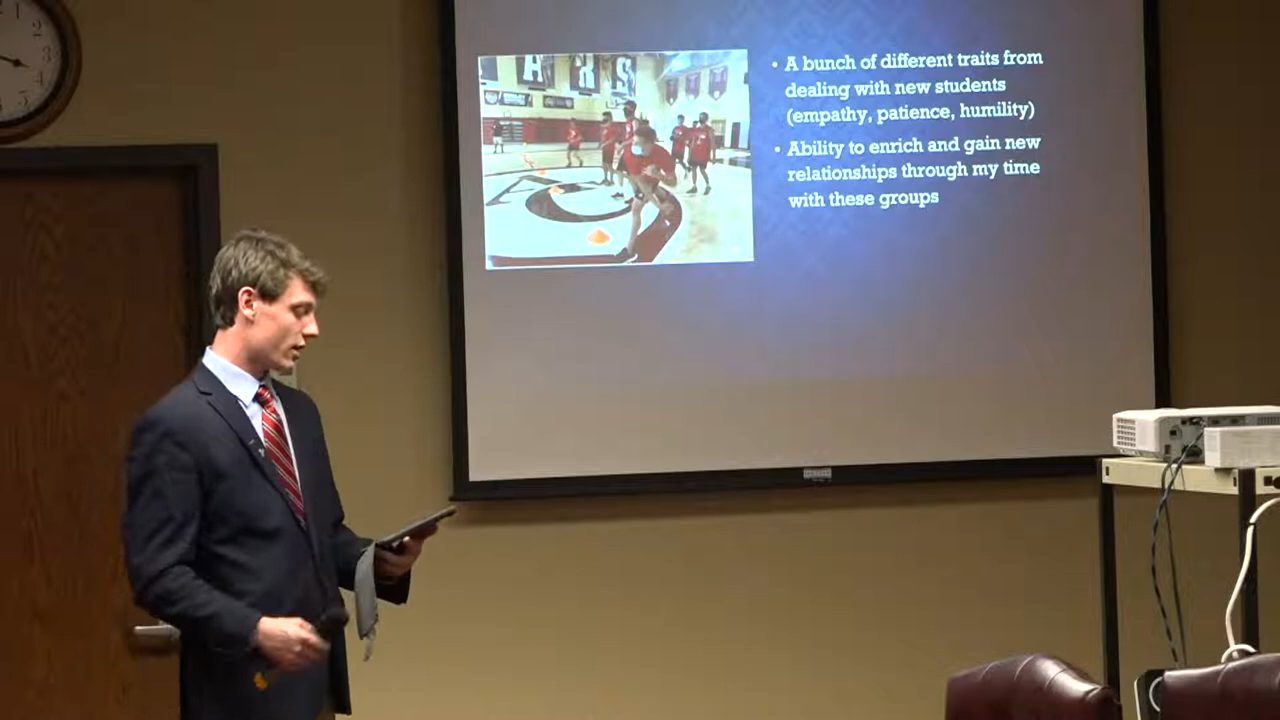 • A bunch of different traits from
dealing with new students
(empathy, patience, humility)
• Ability to enrich and gain new
relationships through my time
with these groups